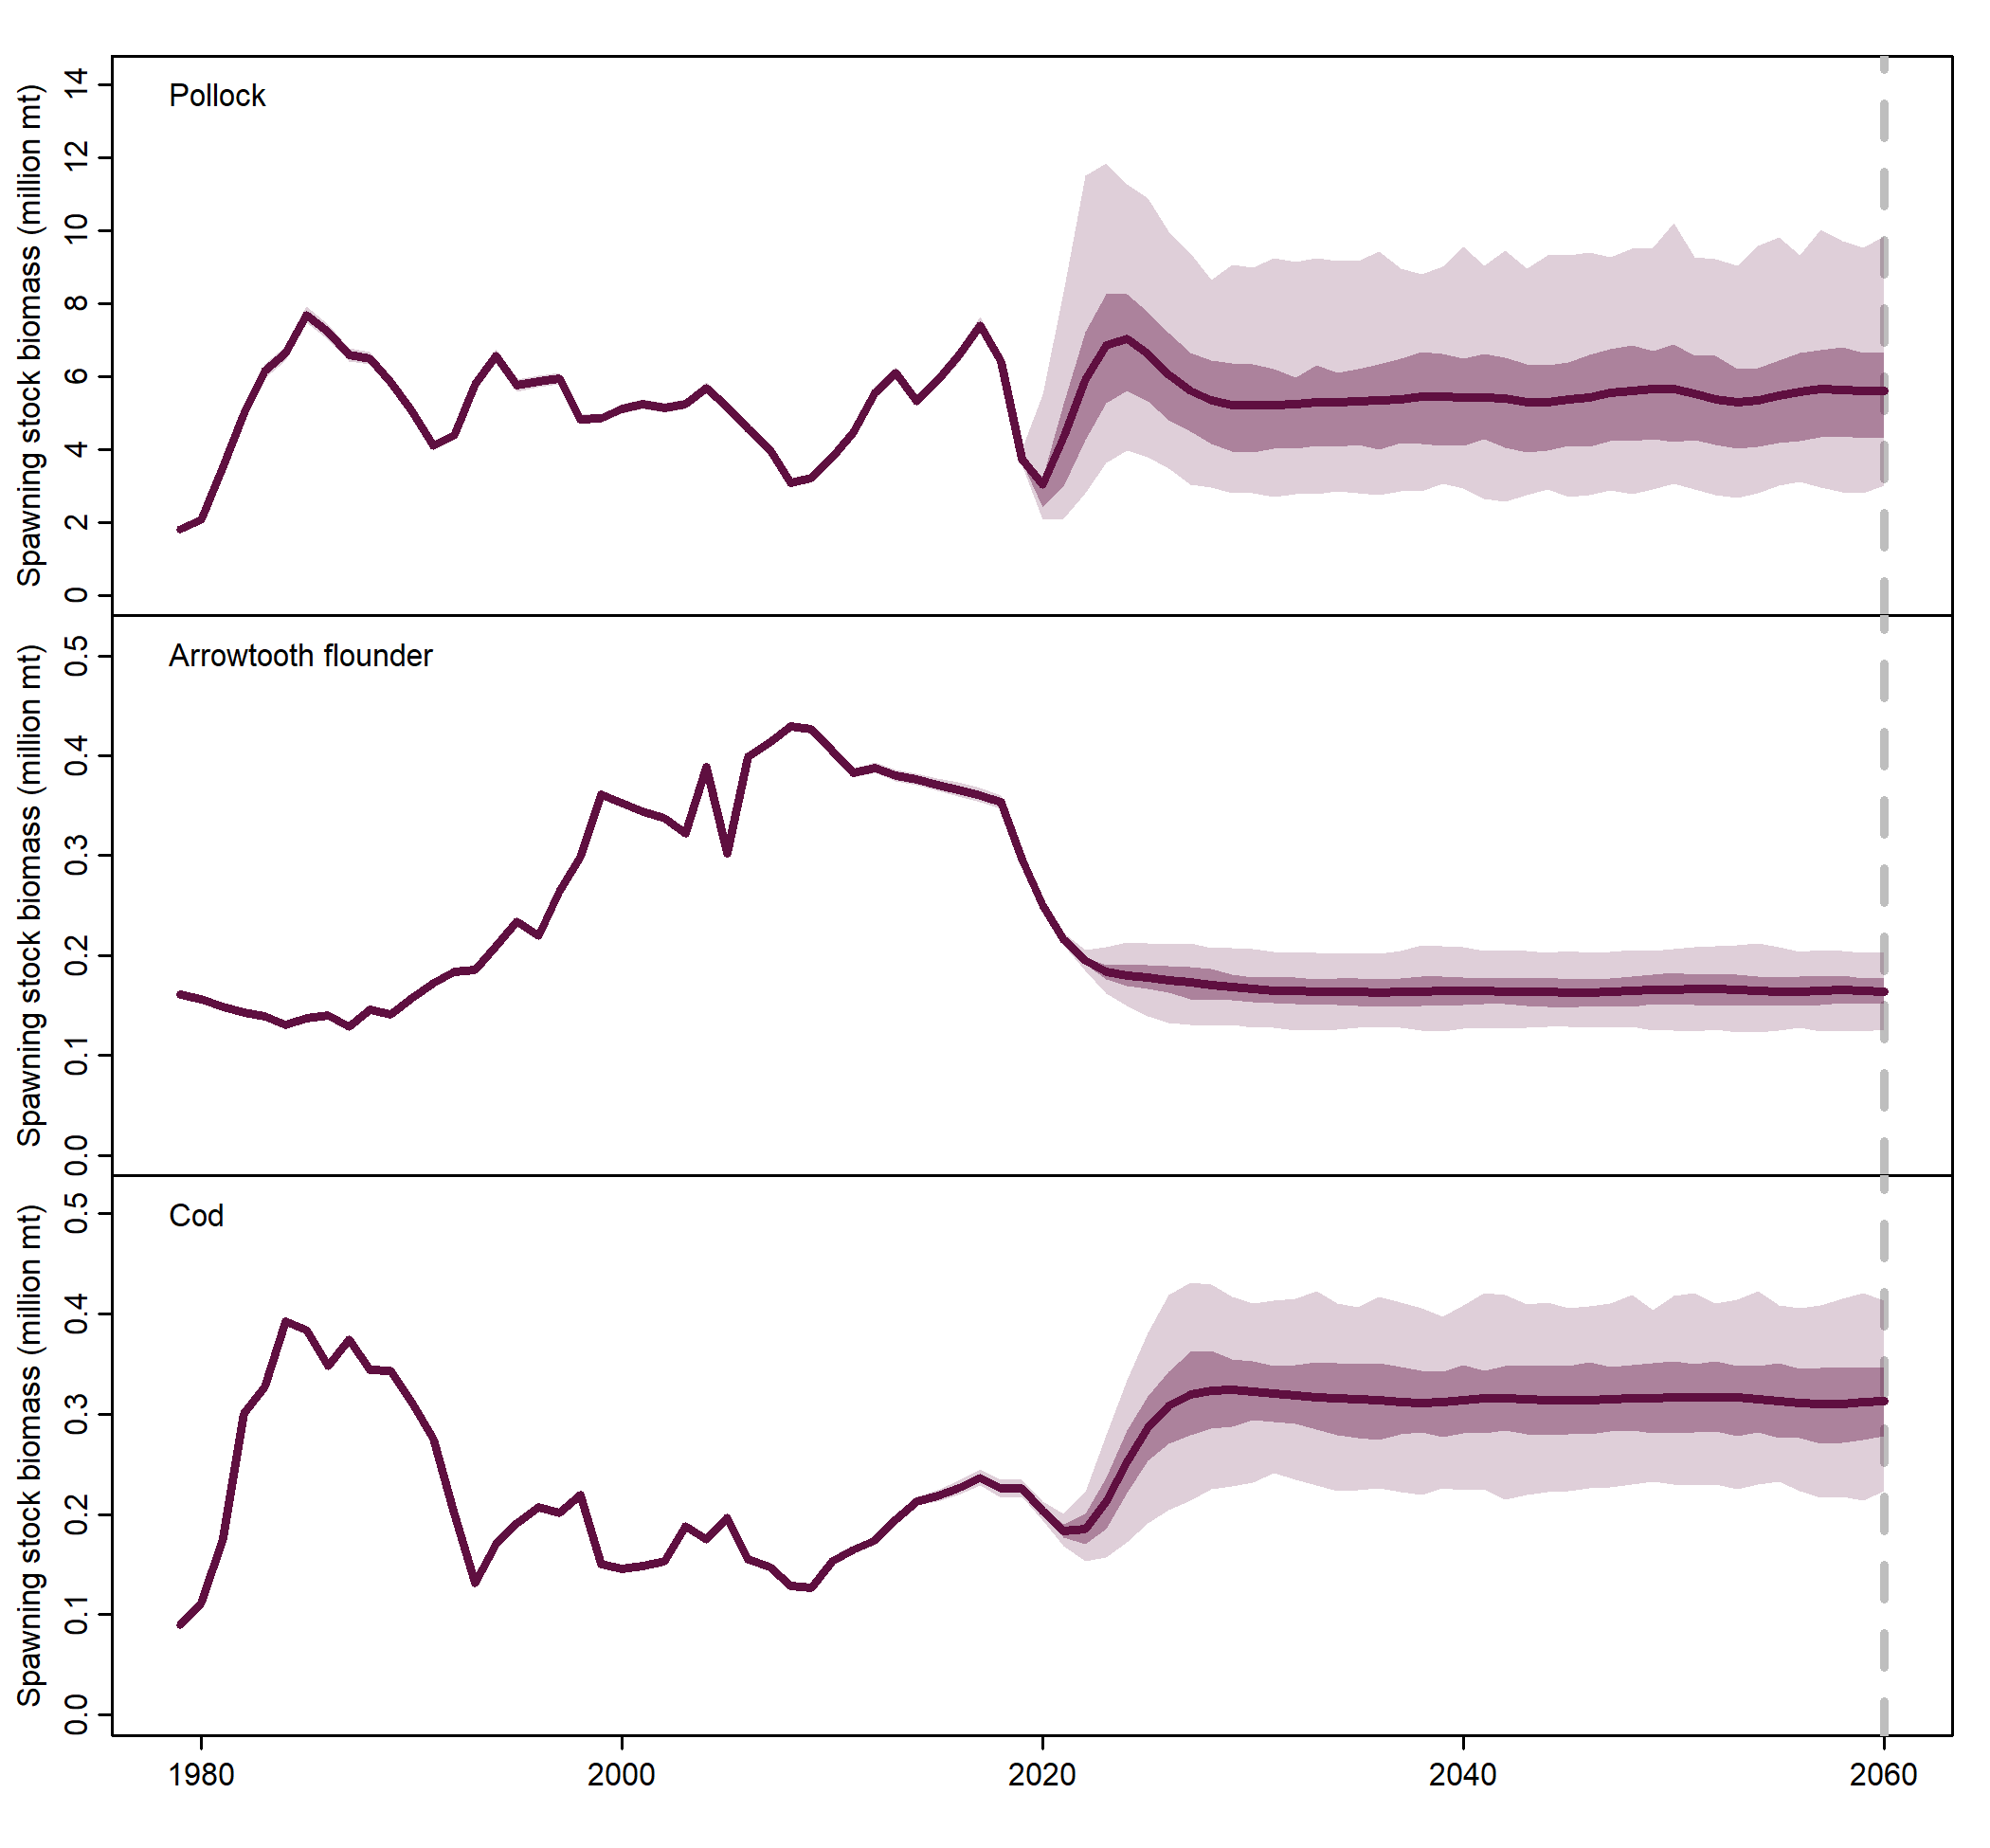 Pollock
Spawning stock biomass (million mt)
14
12
10
8
6
4
2
0
Arrowtooth flounder
Spawning stock biomass (million mt)
0.5
0.4
0.3
0.2
0.1
0.0
Cod
Spawning stock biomass (million mt)
0.5
0.4
0.3
0.2
0.1
0.0
1980 2000 2020 2040 2060